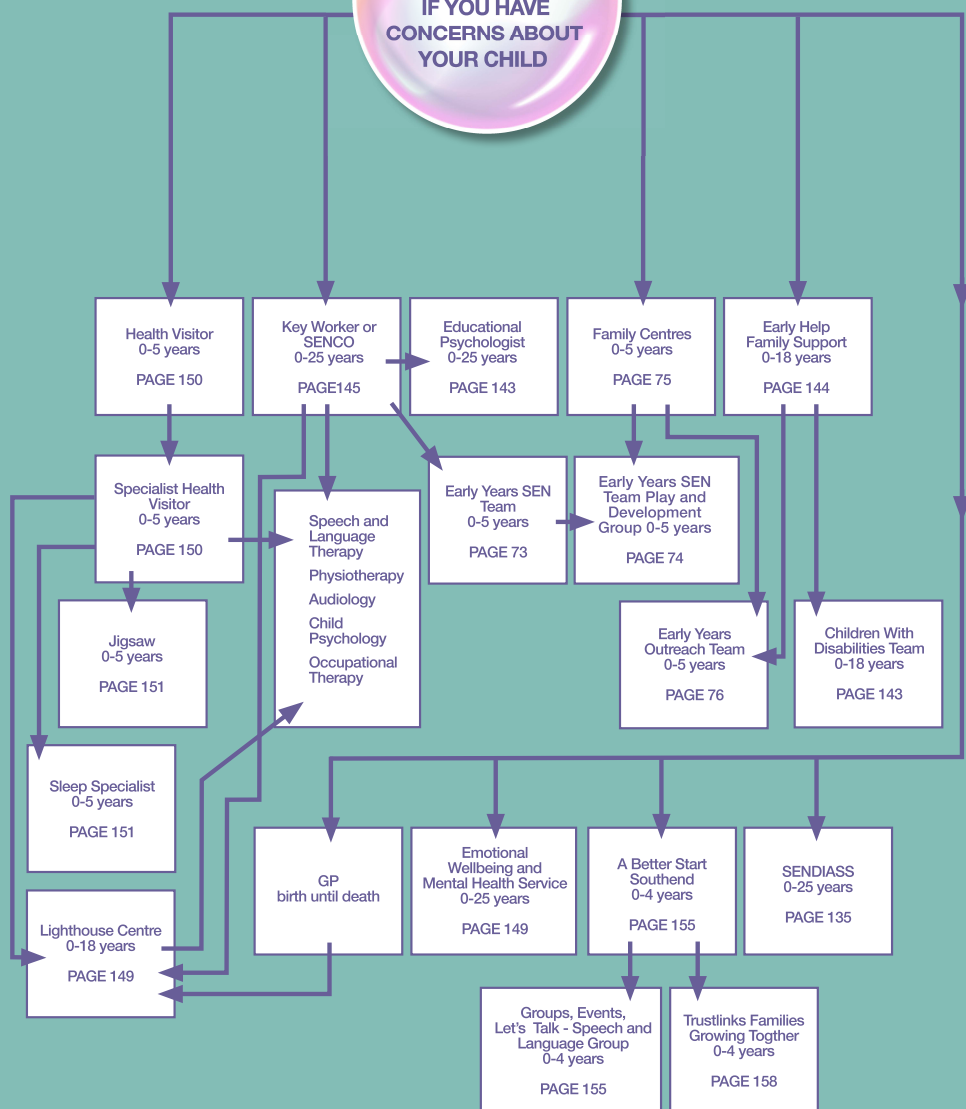 IF YOU HAVE
CONCERNS ABOUT
YOUR CHILD
Health Visitor
0-5 years
PAGE 150
Key Worker or
SENCO
0-25 years
PAGE145
Educational
Psychologist
0-25 years
PAGE 143
Family Centres
0-5 years
PAGE 75
Early Help
Family Support
0-18 years
PAGE 144
Specialist Health
Visitor
0-5 years
PAGE 150
Speech and
Language
Therapy
Physiotherapy
Audiology
Child
Psychology
Occupational
Therapy
Early Years SEN
Team
0-5 years
PAGE 73
Early Years SEN
Team Play and
Development
Group 0-5 years
PAGE 74
Jigsaw
0-5 years
PAGE 151
Early Years
Outreach Team
0-5 years
PAGE 76
Children With
Disabilities Team
0-18 years
PAGE 143
Sleep Specialist
0-5 years
PAGE 151
GP
birth until death
Emotional
Wellbeing and
Mental Health Service
0-25 years
PAGE 149
A Better Start
Southend
0-4 years
PAGE 155
SENDIASS
0-25 years
PAGE 135
Lighthouse Centre
0-18 years
PAGE 149
Groups, Events,
Let's  Talk - Speech and
Language Group
0-4 years
PAGE 155
Trustlinks Families
Growing Togther
0-4 years
PAGE 158